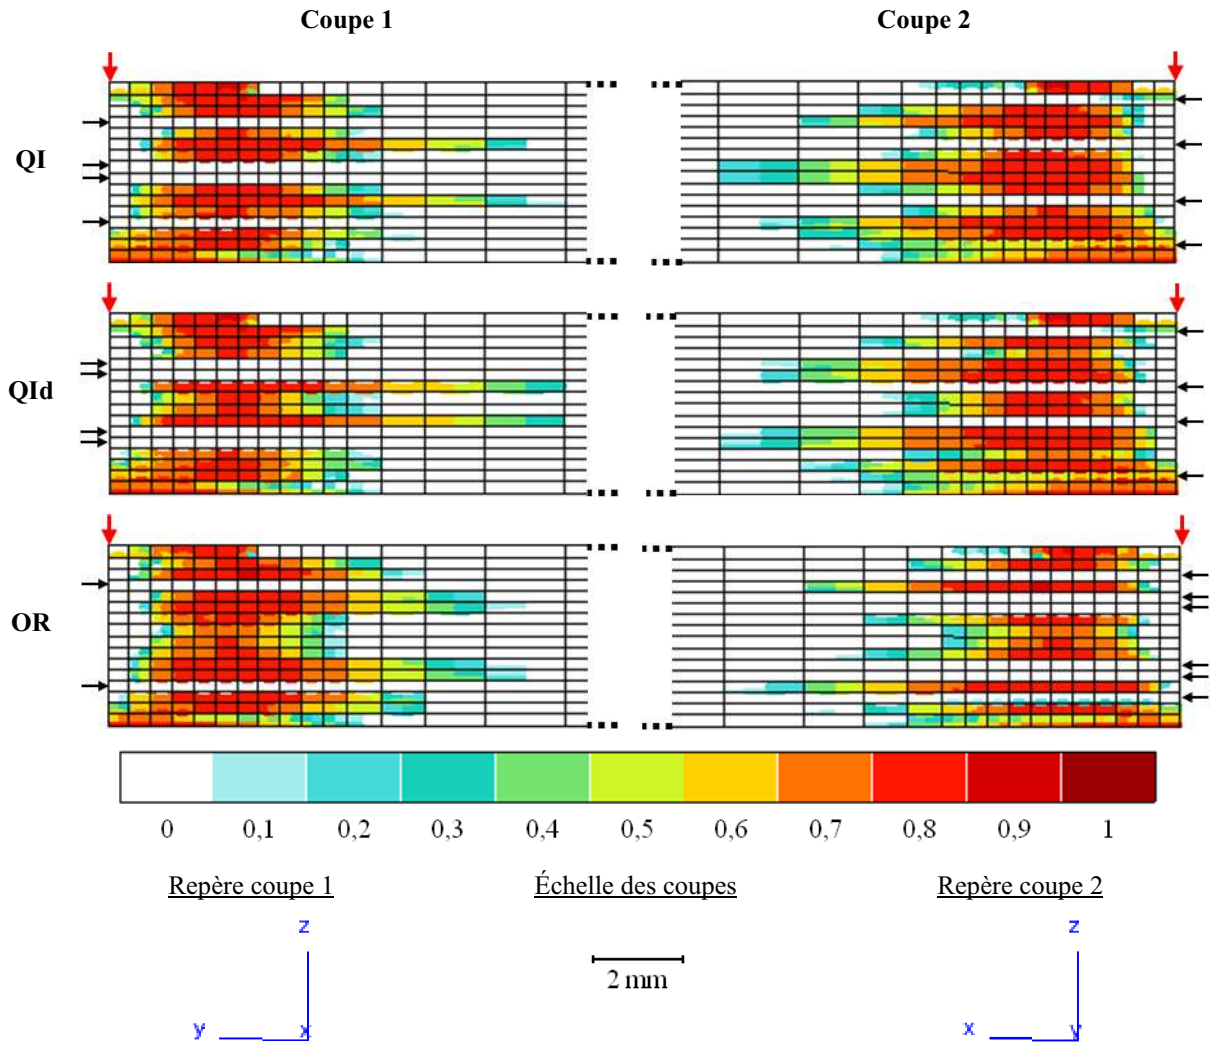 Coupe 1 Coupe 2
QI
QId
OR
0 0,1 0,2 0,3 0,4 0,5 0,6 0,7 0,8 0,9 1
Repère coupe 1 Échelle des coupes Repère coupe 2
z z
2 mm
y x x y